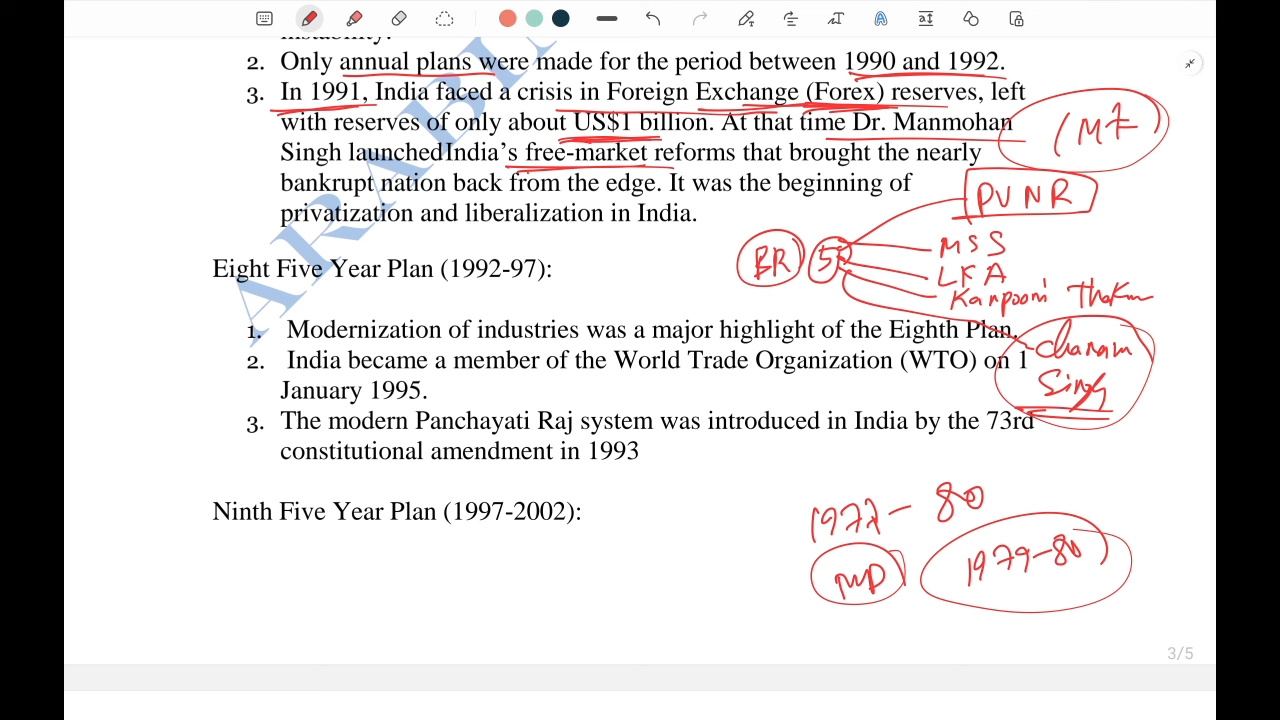 instability.
2. Only annual plans were made for the period between 1990 and 1992.
3. In 1991, India faced a crisis in Foreign Exchange (Forex) reserves, left
with reserves of only about US$1 billion. At that time Dr. Manmohan
Singh launchedIndia's free-market reforms that brought the nearly
bankrupt nation back from the edge. It was the beginning of
privatization and liberalization in India.
(MF
PVNR
BR 5
MSS
LKA
Karpoori Thakur
Charan
Singh
Eight Five Year Plan (1992-97):
1. Modernization of industries was a major highlight of the Eighth Plan.
2. India became a member of the World Trade Organization (WTO) on 1
January 1995.
3. The modern Panchayati Raj system was introduced in India by the 73rd
constitutional amendment in 1993
Ninth Five Year Plan (1997-2002):
80
1979-80
ARABIN
3/5